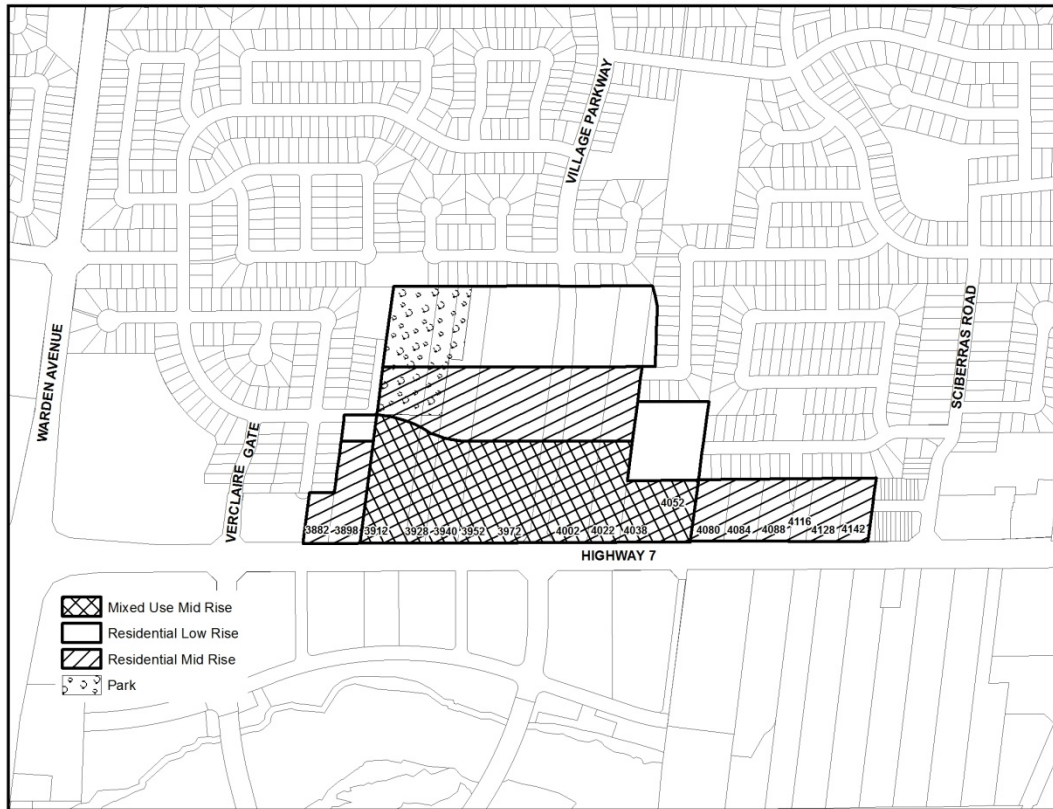 VILLAGE PARKWAY
WARDEN AVENUE
SCIBERRAS ROAD
VERCLAIRE GATE
4052
3882 3898 3912 3928 3940 3952 3972 4002 4022 4038 4080 4084 4088 4116 4128 4142
HIGHWAY 7
Mixed Use Mid Rise
Residential Low Rise
Residential Mid Rise
Park